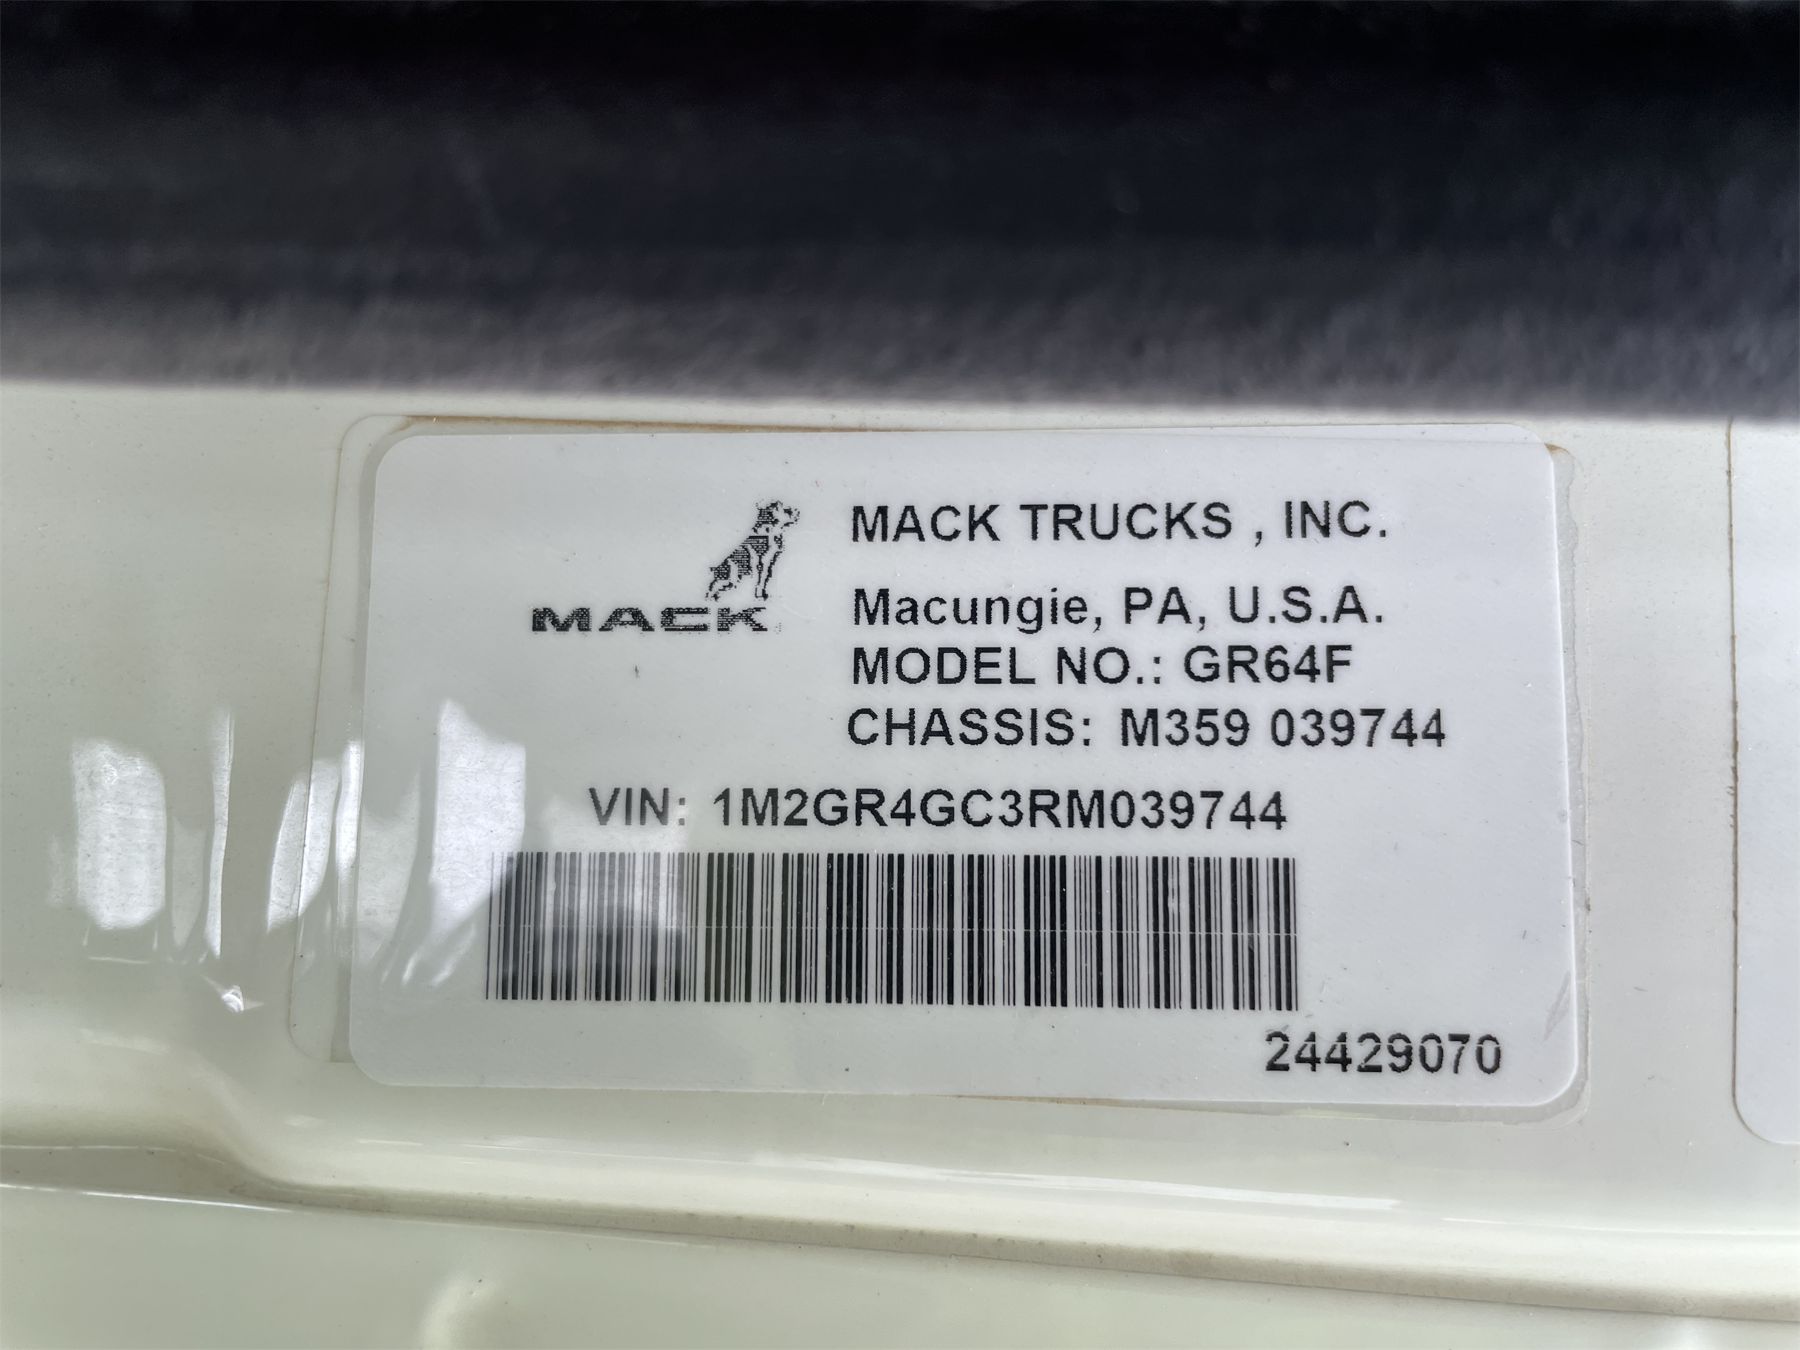 MACK
MACK TRUCKS , INC.
Macungie, PA, U.S.A.
MODEL NO.: GR64F
CHASSIS: M359 039744
VIN: 1M2GR4GC3RM039744
24429070